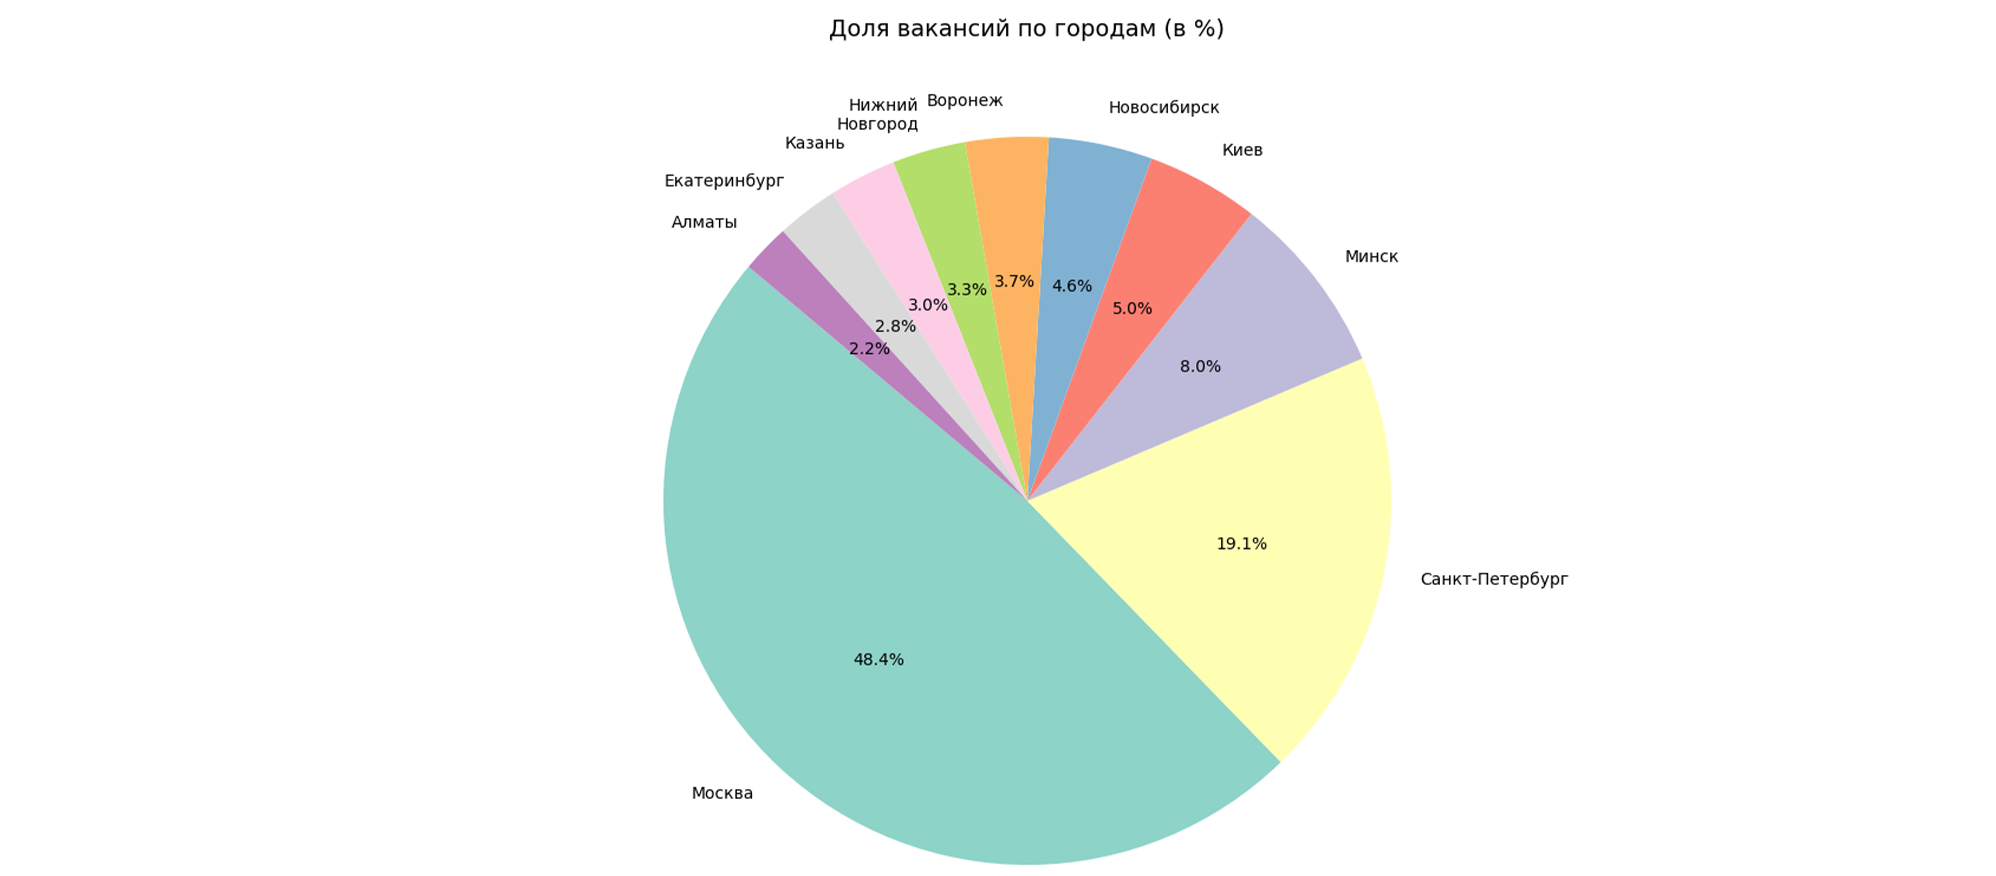 Доля вакансий по городам (в %)
Нижний
Новгород
Воронеж
Новосибирск
Казань
Киев
Екатеринбург
Алматы
Минск
3.7%
4.6%
3.3%
3.0%
5.0%
2.8%
2.2%
8.0%
19.1%
Санкт-Петербург
48.4%
Москва